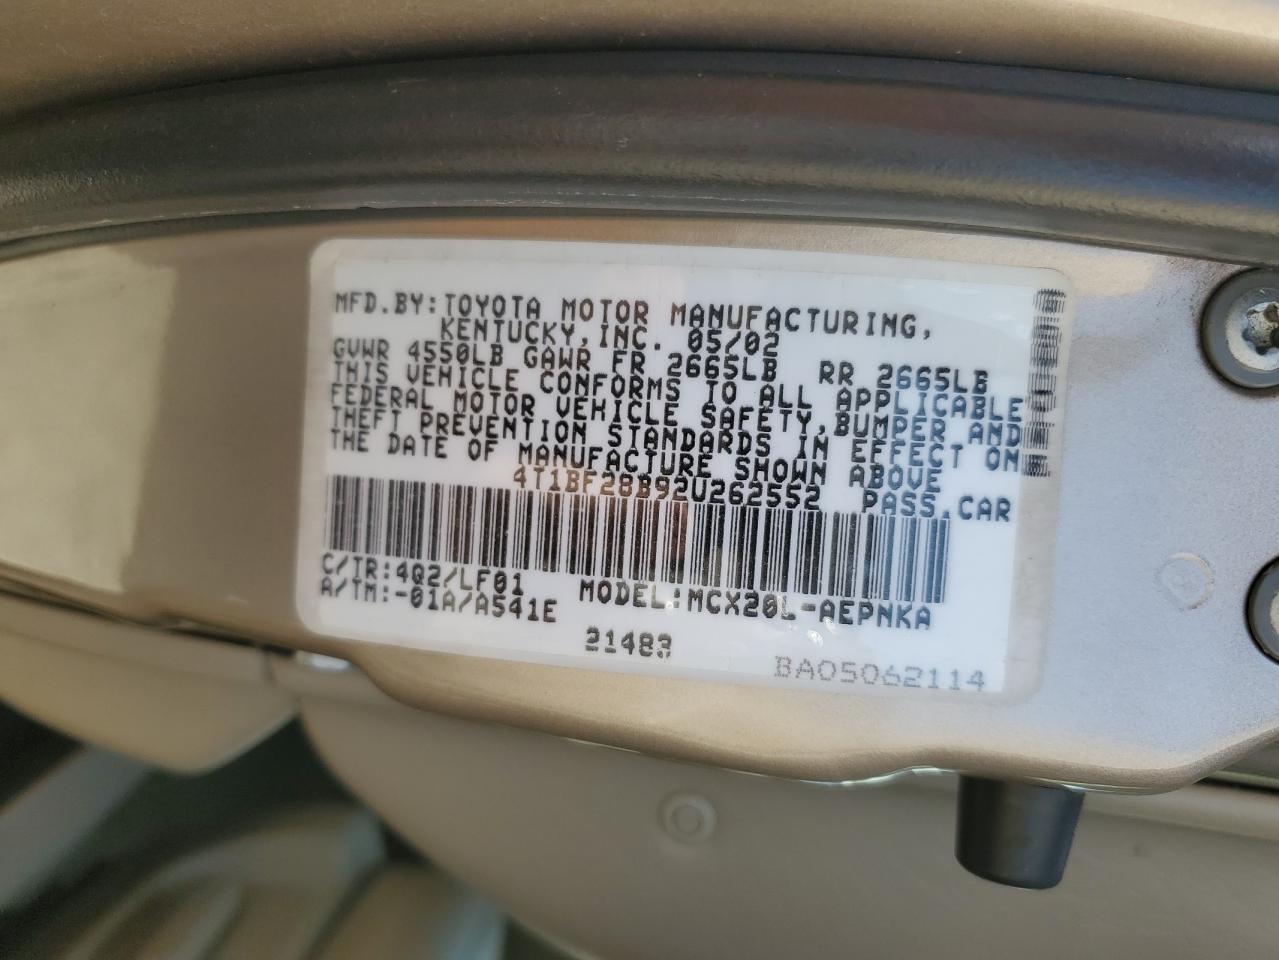 MFD.BY:TOYOTA MOTOR MANUFACTURING,
KENTUCKY,INC. 05/02
GVWR 4550LB GAWR FR 2665LB RR 2665LB
THIS VEHICLE CONFORMS TO ALL APPLICABLE
FEDERAL MOTOR VEHICLE SAFETY,BUMPER AND
THEFT PREVENTION STANDARDS IN EFFECT ON
THE DATE OF MANUFACTURE SHOWN ABOVE
4T1BF28B92U262552 PASS.CAR
C/TR:4Q2/LF01
A/TM:-01A/A541E MODEL:MCX20L-AEPNKA
21483
BA05062114